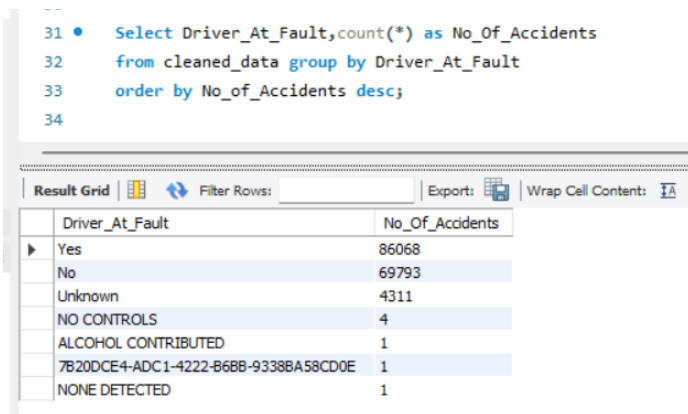 31 Select Driver_At_Fault,count(*) as No_Of_Accidents
32 from cleaned_data group by Driver_At_Fault
33 order by No_of_Accidents desc;
34
Result Grid Filter Rows: Export: Wrap Cell Content: IA
Driver_At_Fault No_Of_Accidents
Yes 86068
No 69793
Unknown 4311
NO CONTROLS 4
ALCOHOL CONTRIBUTED 1
7B20DCE4-ADC1-4222-B6BB-9338BA58CD0E 1
NONE DETECTED 1